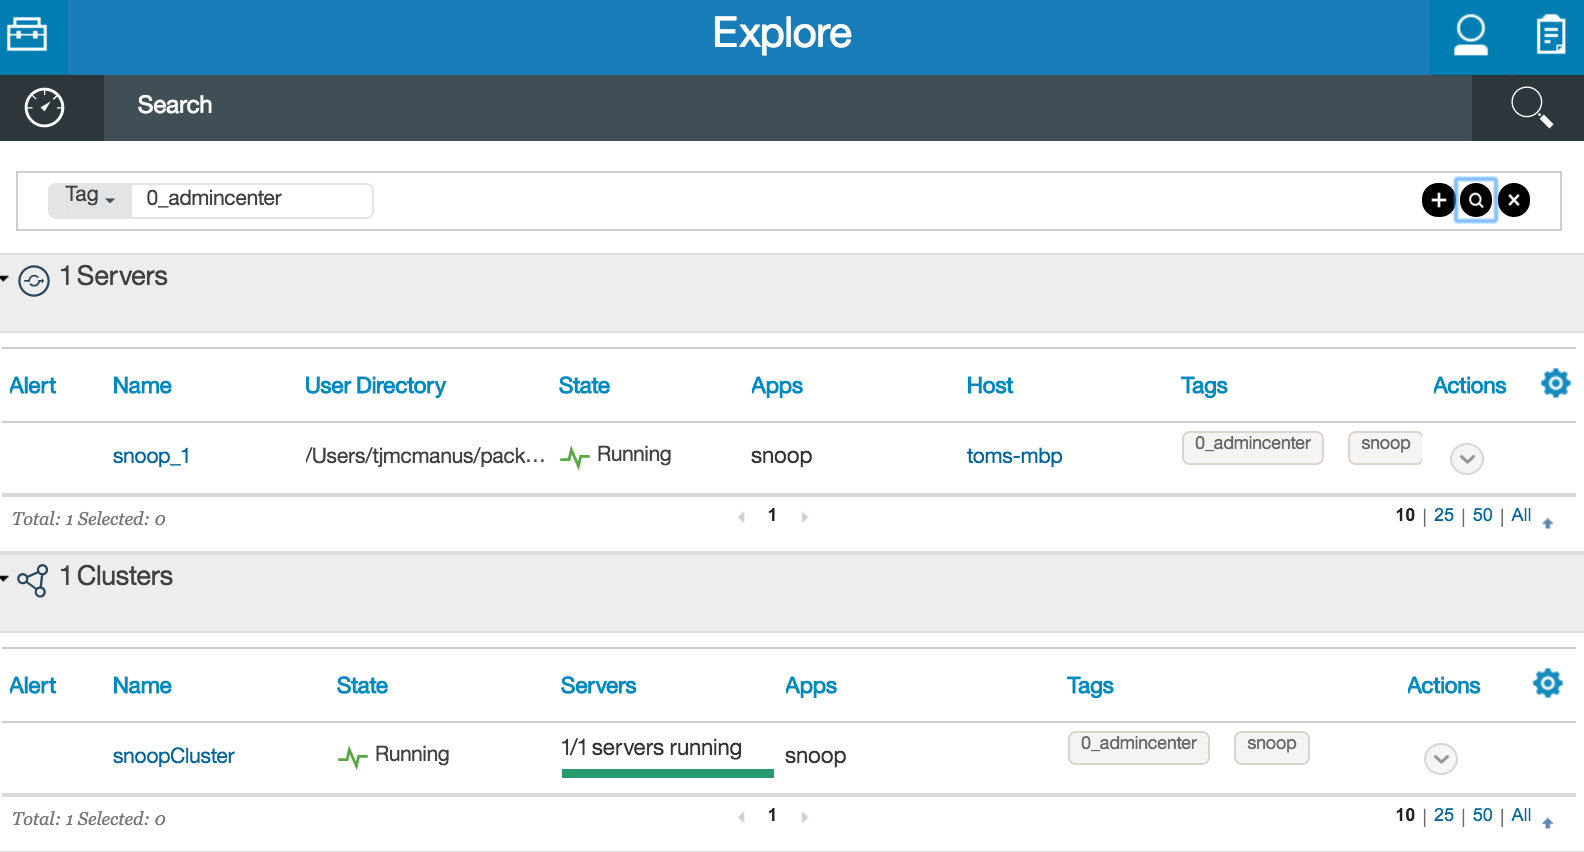 Explore
Search
Tag 0_admincenter
1 Servers
Alert Name User Directory State Apps Host Tags Actions
snoop_1 /Users/tjmcmanus/pack... Running snoop toms-mbp 0_admincenter snoop
Total: 1 Selected: 0 1 10 | 25 | 50 | All
1 Clusters
Alert Name State Servers Apps Tags Actions
snoopCluster Running 1/1 servers running snoop 0_admincenter snoop
Total: 1 Selected: 0 1 10 | 25 | 50 | All